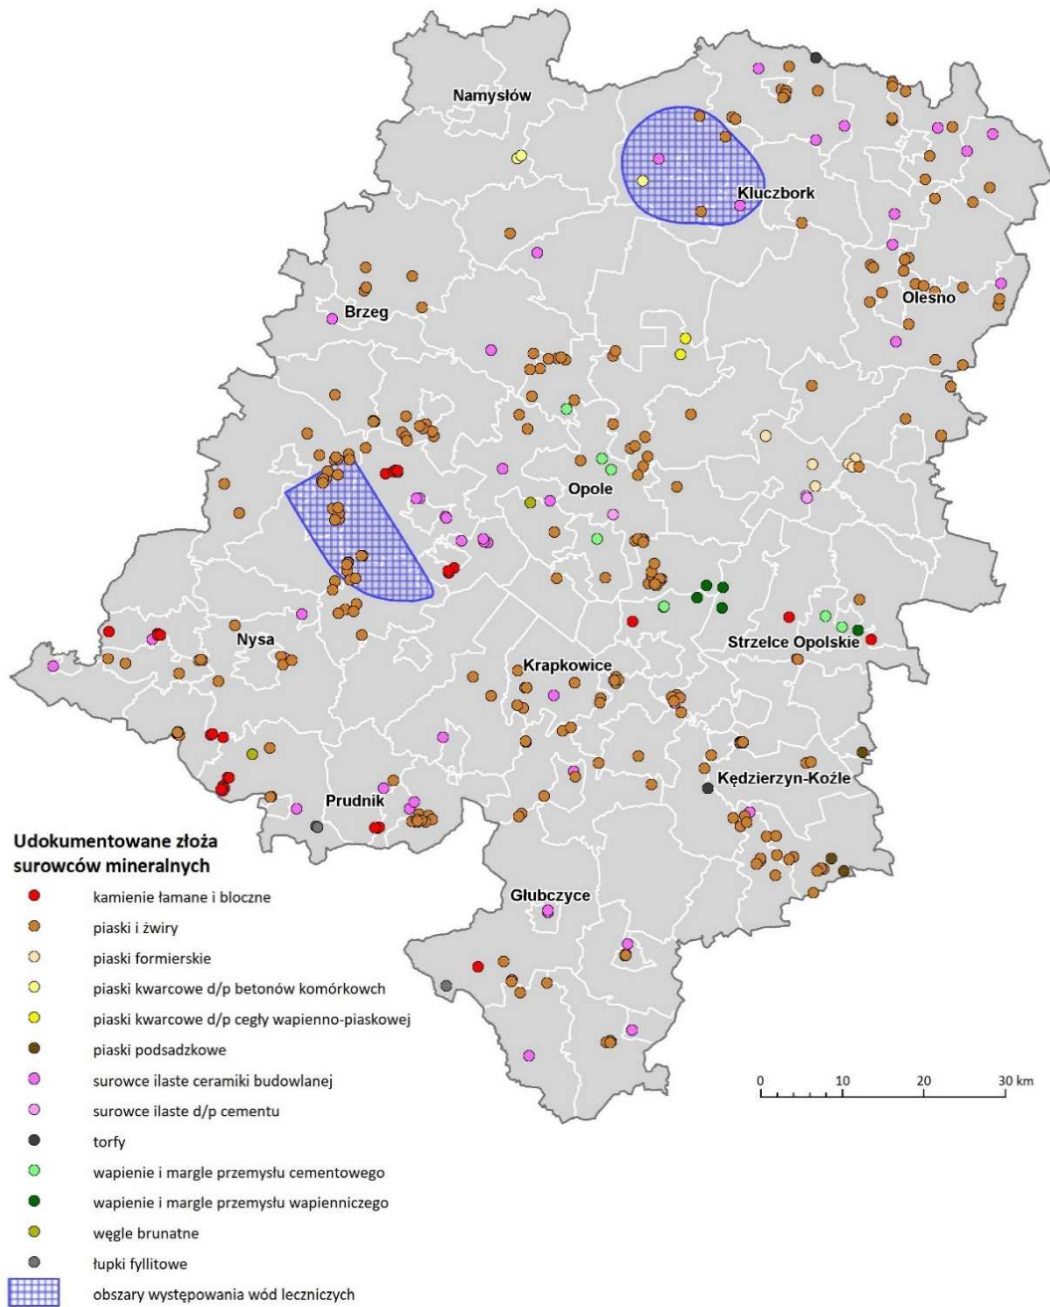 Namysłów
Kluczbork
Olesno
Brzeg
Opole
Strzelce Opolskie
Nysa
Krapkowice
Kędzierzyn-Koźle
Prudnik
Głubczyce
Udokumentowane złoża
surowców mineralnych
kamienie łamane i bloczne
piaski i żwiry
piaski formierskie
piaski kwarcowe d/p betonów komórkowch
piaski kwarcowe d/p cegły wapienno-piaskowej
piaski podsadzkowe
surowce ilaste ceramiki budowlanej
surowce ilaste d/p cementu
torfy
wapienie i margle przemysłu cementowego
wapienie i margle przemysłu wapienniczego
węgle brunatne
łupki fyllitowe
obszary występowania wód leczniczych
0 10 20 30 km